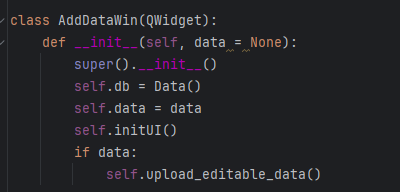 class AddDataWin(QWidget):
    def __init__(self, data = None):
        super().__init__()
        self.db = Data()
        self.data = data
        self.initUI()
        if data:
            self.upload_editable_data()